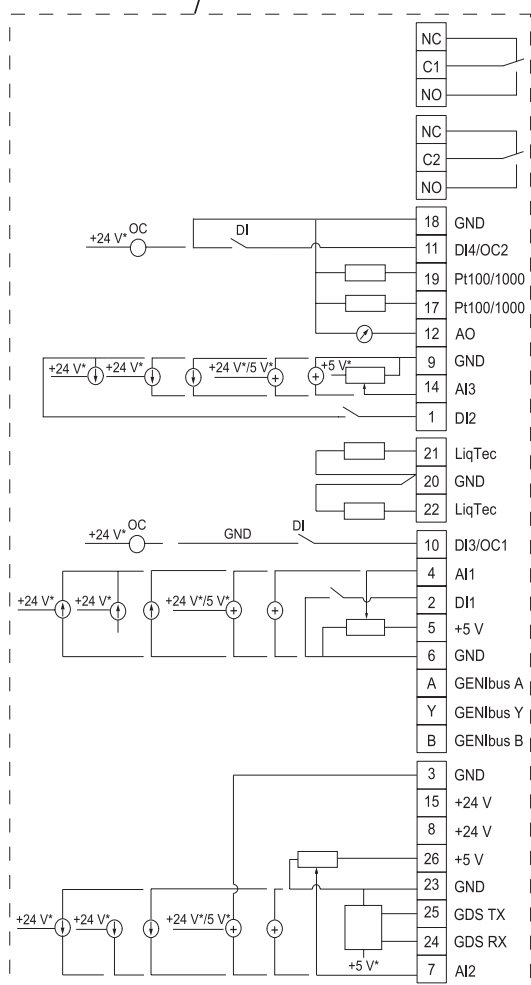 NC
C1
NO
NC
C2
NO
18 GND
+24 V* OC DI 11 DI4/OC2
19 Pt100/1000
17 Pt100/1000
12 AO
9 GND
+24 V* +24 V* +24 V*/5 V* +5 V*
14 AI3
1 DI2
21 LiqTec
20 GND
22 LiqTec
+24 V* OC GND DI 10 DI3/OC1
4 AI1
+24 V* +24 V* +24 V*/5 V* 2 DI1
5 +5 V
6 GND
A GENIbus A
Y GENIbus Y
B GENIbus B
3 GND
15 +24 V
8 +24 V
26 +5 V
23 GND
+24 V* +24 V* +24 V*/5 V* 25 GDS TX
24 GDS RX
+5 V* 7 AI2